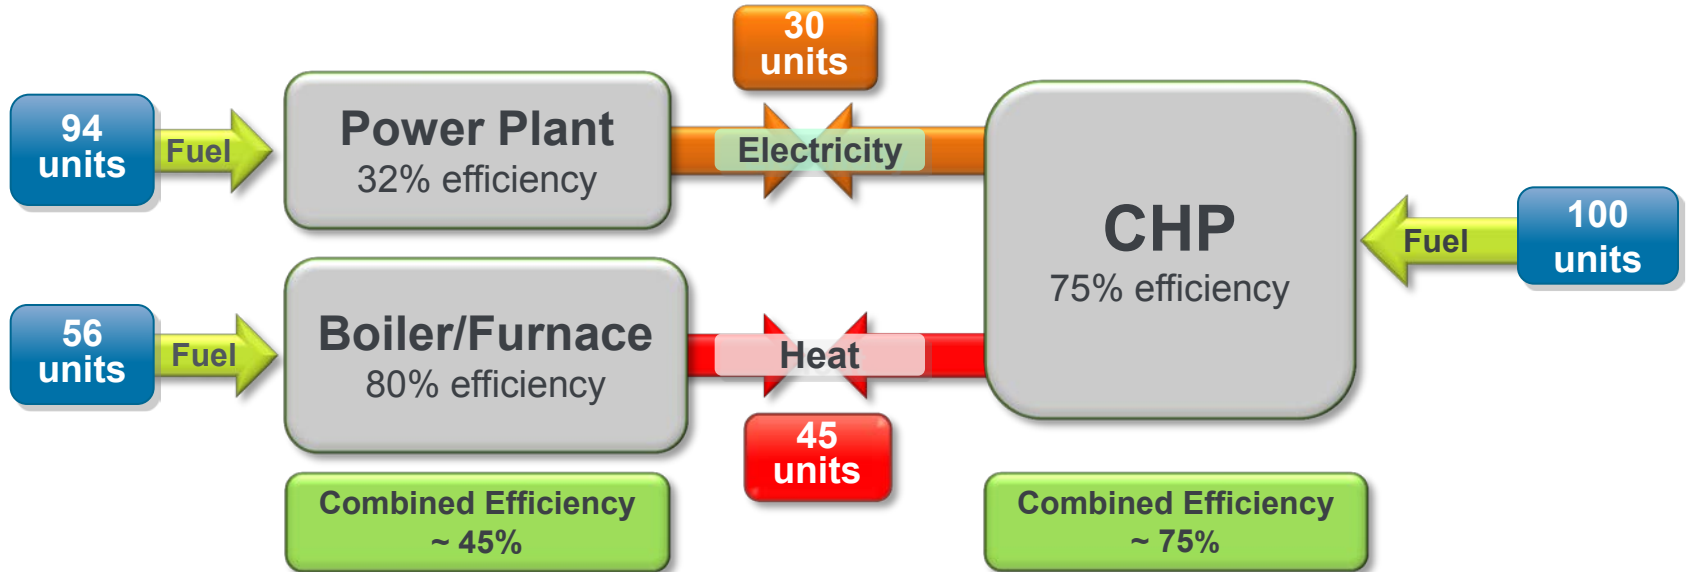 30
units
94
units
Fuel
Power Plant
32% efficiency
Electricity
CHP
75% efficiency
Fuel
100
units
56
units
Fuel
Boiler/Furnace
80% efficiency
Heat
45
units
Combined Efficiency
~ 45%
Combined Efficiency
~ 75%